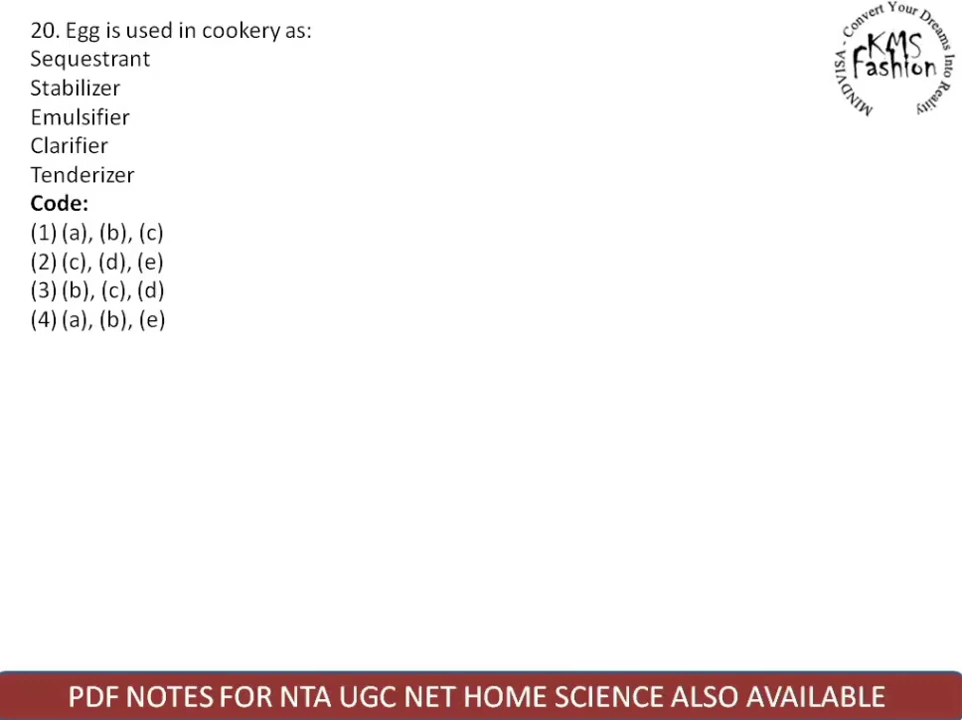 20. Egg is used in cookery as:
Sequestrant
Stabilizer
Emulsifier
Clarifier
Tenderizer
Code:
(1) (a), (b), (c)
(2) (c), (d), (e)
(3) (b), (c), (d)
(4) (a), (b), (e)
MINDVISA - Convert Your Dreams Into Reality
KMS
Fashion
PDF NOTES FOR NTA UGC NET HOME SCIENCE ALSO AVAILABLE